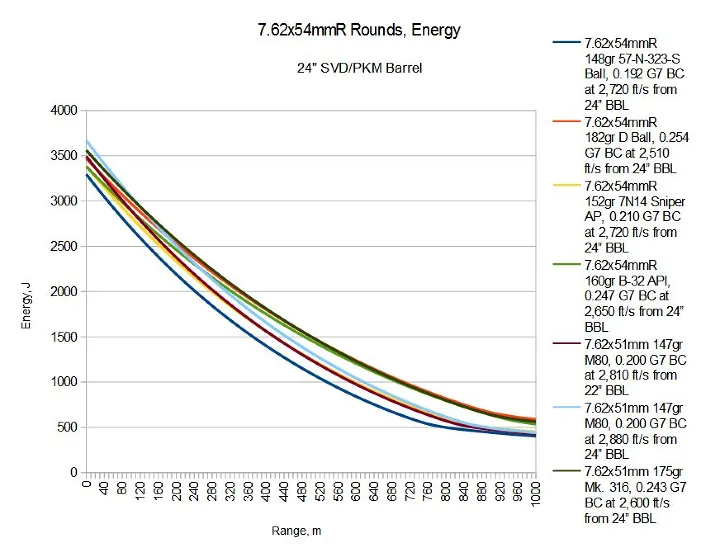 7.62x54mmR Rounds, Energy
24" SVD/PKM Barrel
4000
3500
3000
2500
2000
1500
1000
500
0
Energy, J
0
40
80
120
160
200
240
280
320
360
400
440
480
520
560
600
640
680
720
760
800
840
880
920
960
1000
Range, m
7.62x54mmR
148gr 57-N-323-S
Ball, 0.192 G7 BC
at 2,720 ft/s from
24" BBL
7.62x54mmR
182gr D Ball, 0.254
G7 BC at 2,510
ft/s from 24" BBL
7.62x54mmR
152gr 7N14 Sniper
AP, 0.210 G7 BC
at 2,720 ft/s from
24" BBL
7.62x54mmR
160gr B-32 API,
0.247 G7 BC at
2,650 ft/s from 24"
BBL
7.62x51mm 147gr
M80, 0.200 G7 BC
at 2,810 ft/s from
22" BBL
7.62x51mm 147gr
M80, 0.200 G7 BC
at 2,880 ft/s from
24" BBL
7.62x51mm 175gr
Mk. 316, 0.243 G7
BC at 2,600 ft/s
from 24" BBL